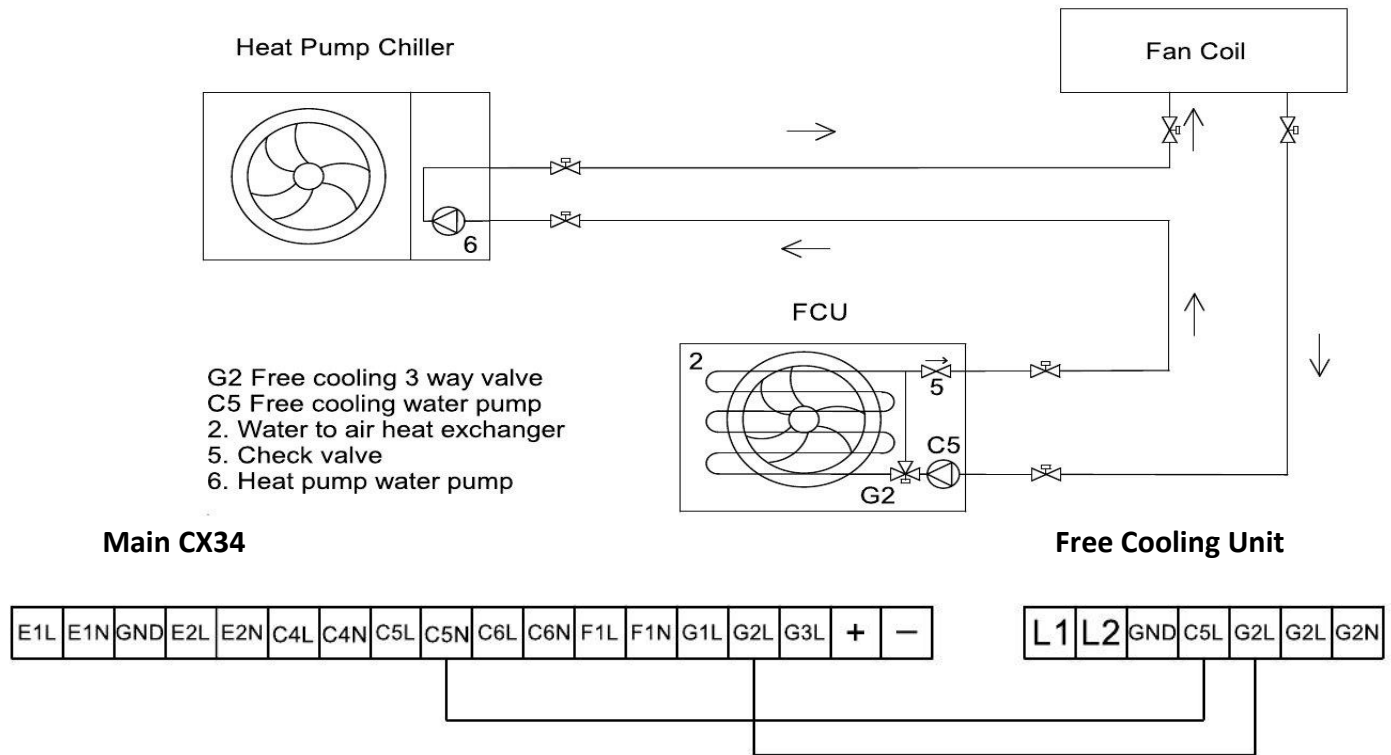 Heat Pump Chiller
Fan Coil
6
FCU
2
5
C5
G2
G2 Free cooling 3 way valve
C5 Free cooling water pump
2. Water to air heat exchanger
5. Check valve
6. Heat pump water pump
Main CX34
Free Cooling Unit
E1L E1N GND E2L E2N C4L C4N C5L C5N C6L C6N F1L F1N G1L G2L G3L + −
L1 L2 GND C5L G2L G2L G2N